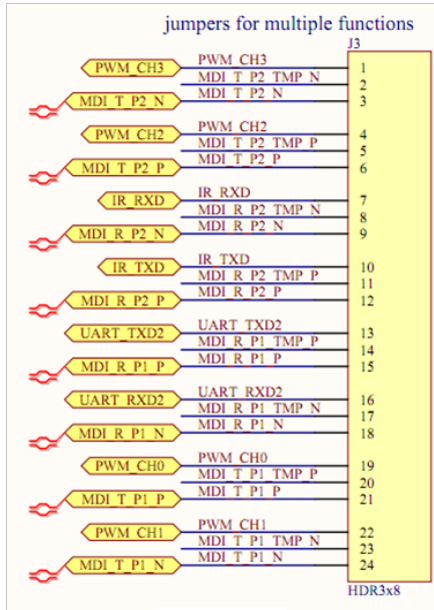 jumpers for multiple functions
J3
PWM_CH3 PWM_CH3 1
MDI_T_P2_TMP_N 2
MDI_T_P2_N MDI_T_P2_N 3
PWM_CH2 PWM_CH2 4
MDI_T_P2_TMP_P 5
MDI_T_P2_P MDI_T_P2_P 6
IR_RXD IR_RXD 7
MDI_R_P2_TMP_N 8
MDI_R_P2_N MDI_R_P2_N 9
IR_TXD IR_TXD 10
MDI_R_P2_TMP_P 11
MDI_R_P2_P MDI_R_P2_P 12
UART_TXD2 UART_TXD2 13
MDI_R_P1_TMP_P 14
MDI_R_P1_P MDI_R_P1_P 15
UART_RXD2 UART_RXD2 16
MDI_R_P1_TMP_N 17
MDI_R_P1_N MDI_R_P1_N 18
PWM_CH0 PWM_CH0 19
MDI_T_P1_TMP_P 20
MDI_T_P1_P MDI_T_P1_P 21
PWM_CH1 PWM_CH1 22
MDI_T_P1_TMP_N 23
MDI_T_P1_N MDI_T_P1_N 24
HDR3x8